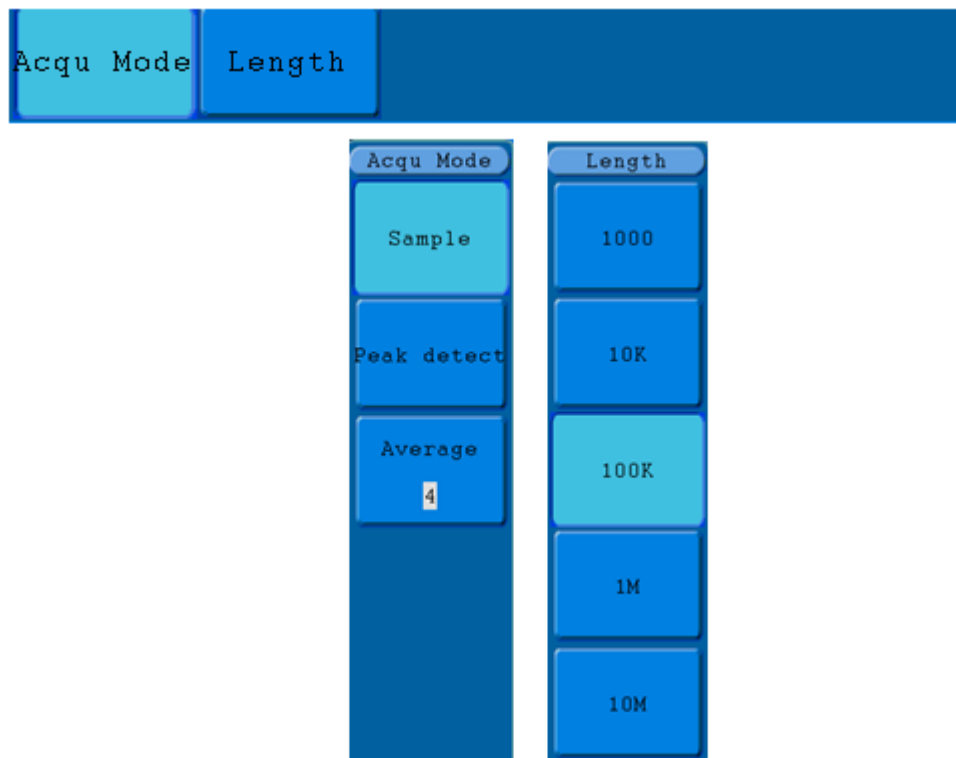 Acqu Mode Length
Acqu Mode
Sample
Peak detect
Average
4
Length
1000
10K
100K
1M
10M